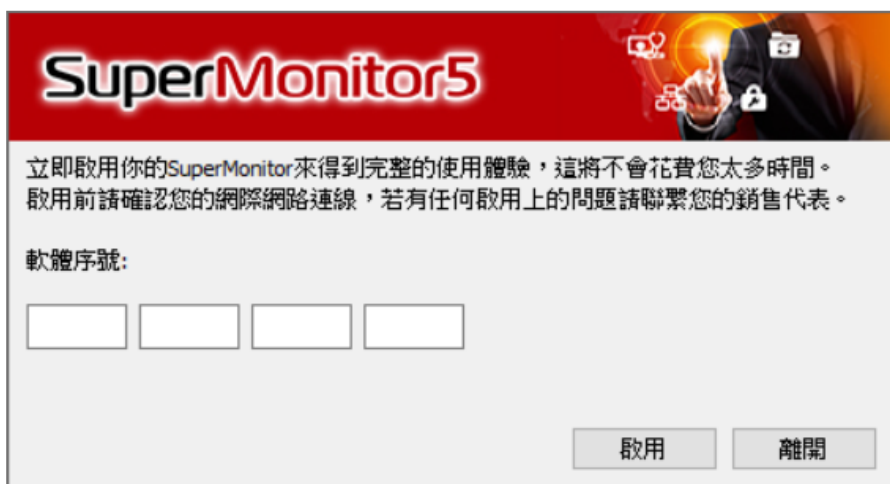 SuperMonitor5
立即啟用你的SuperMonitor來得到完整的使用體驗，這將不會花費您太多時間。
啟用前請確認您的網際網路連線，若有任何啟用上的問題請聯繫您的銷售代表。
軟體序號:
啟用
離開